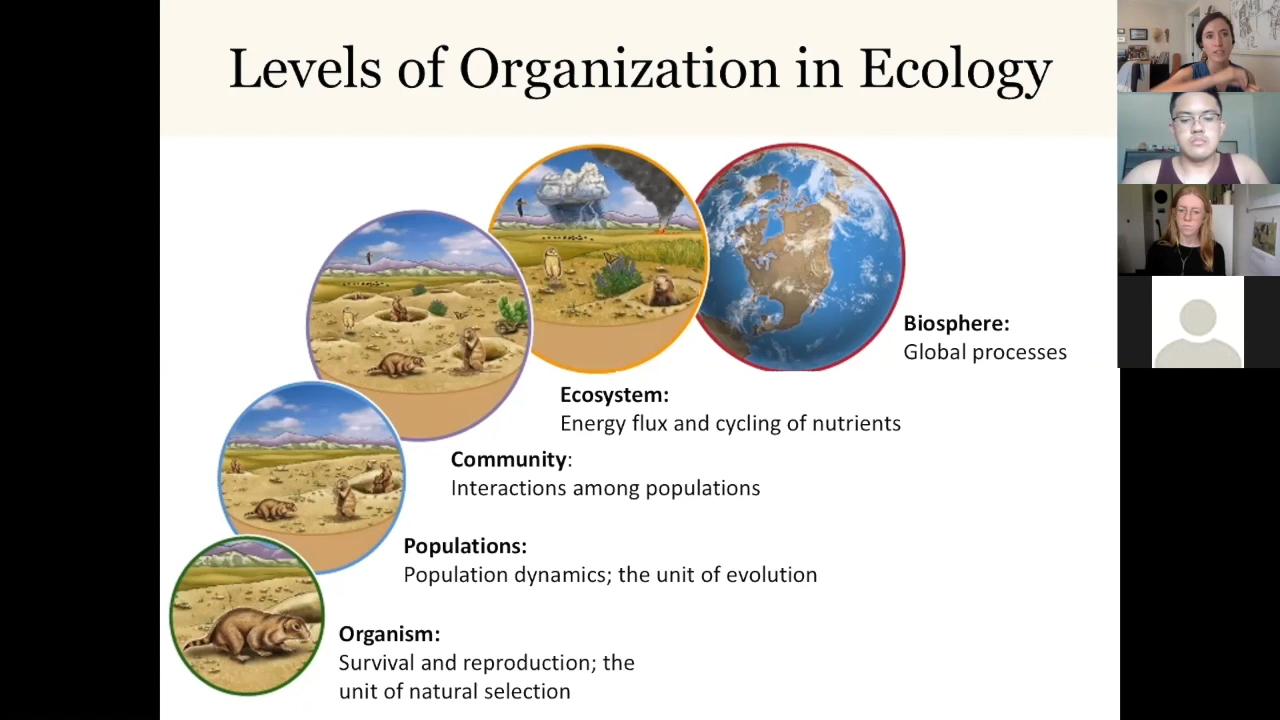 Levels of Organization in Ecology
Biosphere:
Global processes
Ecosystem:
Energy flux and cycling of nutrients
Community:
Interactions among populations
Populations:
Population dynamics; the unit of evolution
Organism:
Survival and reproduction; the
unit of natural selection